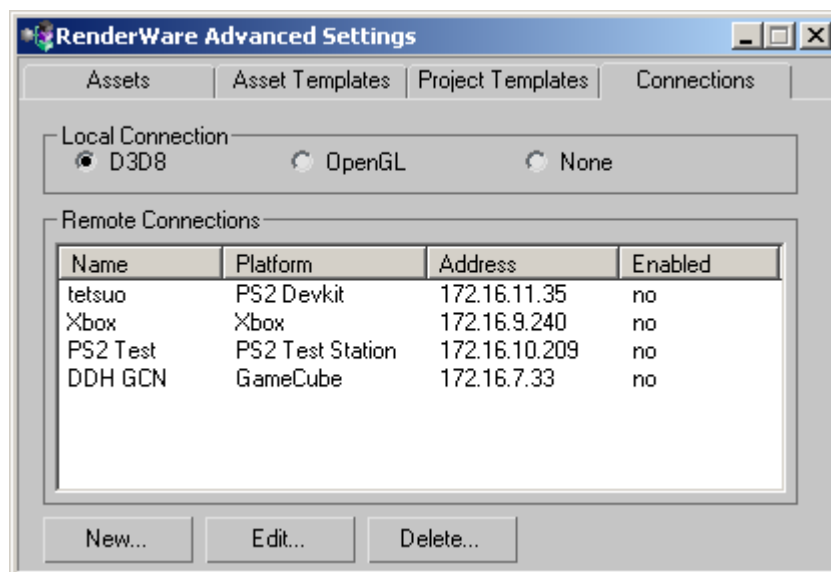 RenderWare Advanced Settings
Assets Asset Templates Project Templates Connections
Local Connection
D3D8 OpenGL None
Remote Connections
Name Platform Address Enabled
tetsuo PS2 Devkit 172.16.11.35 no
Xbox Xbox 172.16.9.240 no
PS2 Test PS2 Test Station 172.16.10.209 no
DDH GCN GameCube 172.16.7.33 no
New... Edit... Delete...